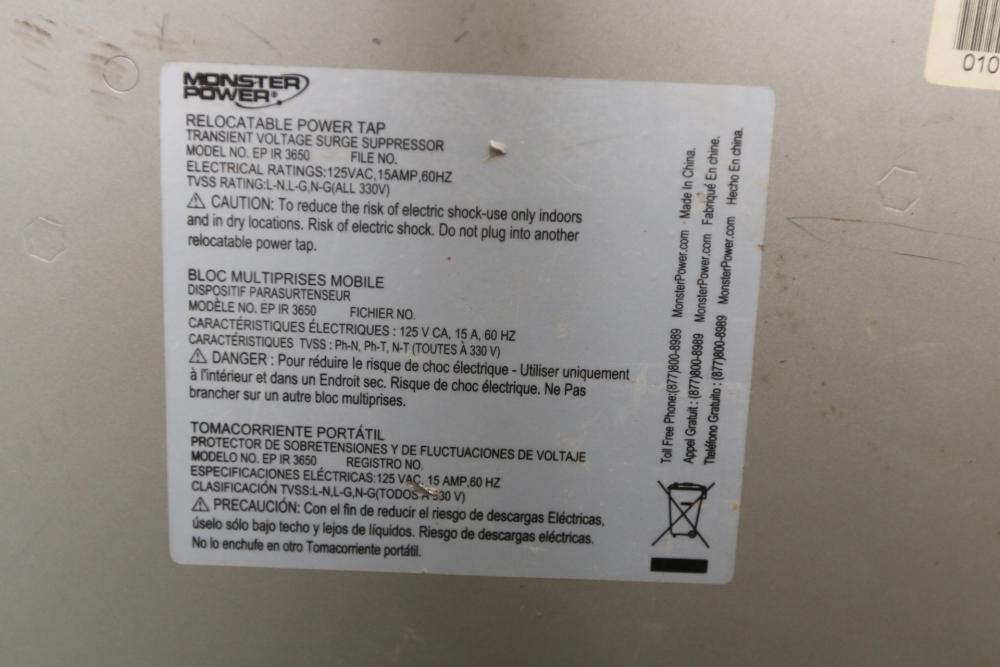 MONSTER
POWER®
RELOCATABLE POWER TAP
TRANSIENT VOLTAGE SURGE SUPPRESSOR
MODEL NO. EP IR 3650 FILE NO.
ELECTRICAL RATINGS:125VAC,15AMP,60HZ
TVSS RATING:L-N,L-G,N-G(ALL 330V)
⚠ CAUTION: To reduce the risk of electric shock-use only indoors
and in dry locations. Risk of electric shock. Do not plug into another
relocatable power tap.
BLOC MULTIPRISES MOBILE
DISPOSITIF PARASURTENSEUR
MODÈLE NO. EP IR 3650 FICHIER NO.
CARACTÉRISTIQUES ÉLECTRIQUES : 125 V CA, 15 A, 60 HZ
CARACTÉRISTIQUES TVSS : Ph-N, Ph-T, N-T (TOUTES À 330 V)
⚠ DANGER : Pour réduire le risque de choc électrique - Utiliser uniquement
à l'intérieur et dans un Endroit sec. Risque de choc électrique. Ne Pas
brancher sur un autre bloc multiprises.
TOMACORRIENTE PORTÁTIL
PROTECTOR DE SOBRETENSIONES Y DE FLUCTUACIONES DE VOLTAJE
MODELO NO. EP IR 3650 REGISTRO NO.
ESPECIFICACIONES ELÉCTRICAS:125 VAC, 15 AMP,60 HZ
CLASIFICACIÓN TVSS:L-N,L-G,N-G(TODOS A 330 V)
⚠ PRECAUCIÓN: Con el fin de reducir el riesgo de descargas Eléctricas,
úselo sólo bajo techo y lejos de líquidos. Riesgo de descargas eléctricas.
No lo enchufe en otro Tomacorriente portátil.
Toll Free Phone:(877)800-8989 MonsterPower.com Made In China.
Appel Gratuit : (877)800-8989 MonsterPower.com Fabriqué En chine.
Tleléfono Gratuito : (877)800-8989 MonsterPower.com Hecho En china.
010